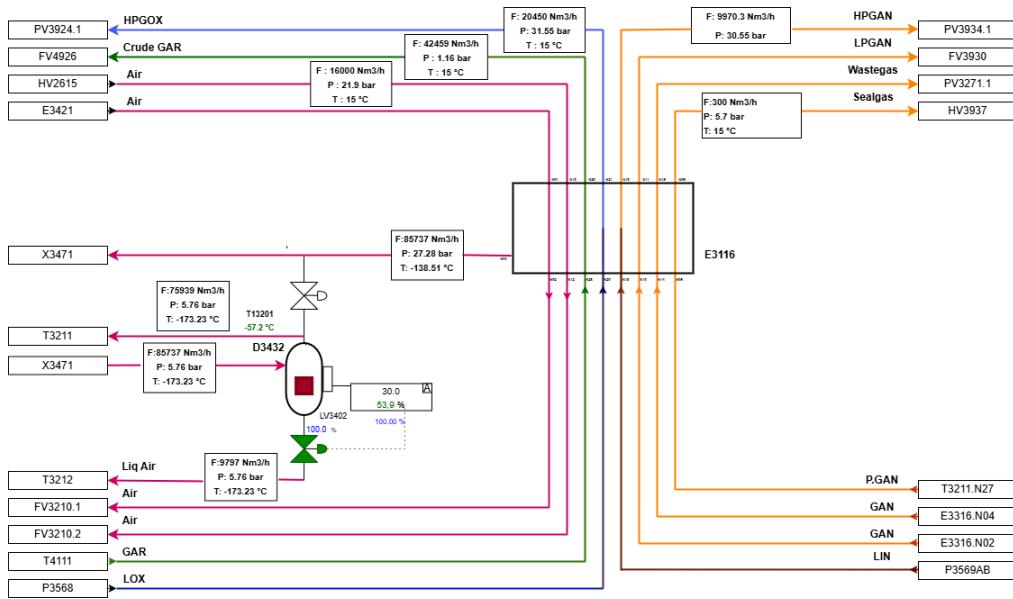 PV3924.1
HPGOX
F: 20450 Nm3/h
P: 31.55 bar
T : 15 °C
F: 9970.3 Nm3/h
P: 30.55 bar
HPGAN
PV3934.1
FV4926
Crude GAR
F: 42459 Nm3/h
P : 1.16 bar
T : 15 °C
LPGAN
FV3930
HV2615
Air
F : 16000 Nm3/h
P : 21.9 bar
T : 15 °C
Wastegas
PV3271.1
E3421
Air
F:300 Nm3/h
P: 5.7 bar
T: 15 °C
Sealgas
HV3937
X3471
F:85737 Nm3/h
P: 27.28 bar
T: -138.51 °C
E3116
F:75939 Nm3/h
P: 5.76 bar
T: -173.23 °C
T13201
-57.2 °C
T3211
D3432
X3471
F:85737 Nm3/h
P: 5.76 bar
T: -173.23 °C
30.0
A
53,9 %
100.00 %
LV3402
100.0 %
T3212
Liq Air
F:9797 Nm3/h
P: 5.76 bar
T: -173.23 °C
FV3210.1
Air
FV3210.2
Air
T4111
GAR
P3568
LOX
P.GAN
T3211.N27
GAN
E3316.N04
GAN
E3316.N02
LIN
P3569AB